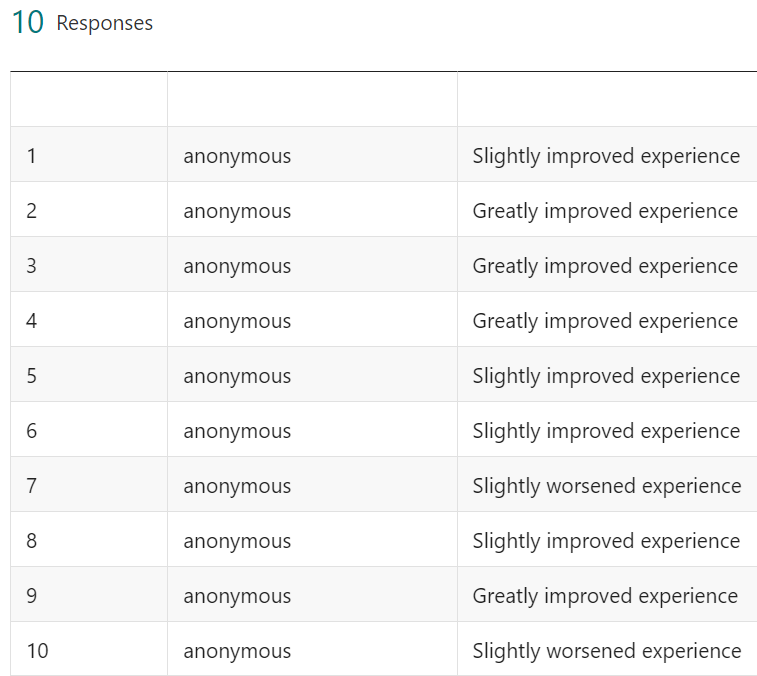 10 Responses
1 anonymous Slightly improved experience
2 anonymous Greatly improved experience
3 anonymous Greatly improved experience
4 anonymous Greatly improved experience
5 anonymous Slightly improved experience
6 anonymous Slightly improved experience
7 anonymous Slightly worsened experience
8 anonymous Slightly improved experience
9 anonymous Greatly improved experience
10 anonymous Slightly worsened experience